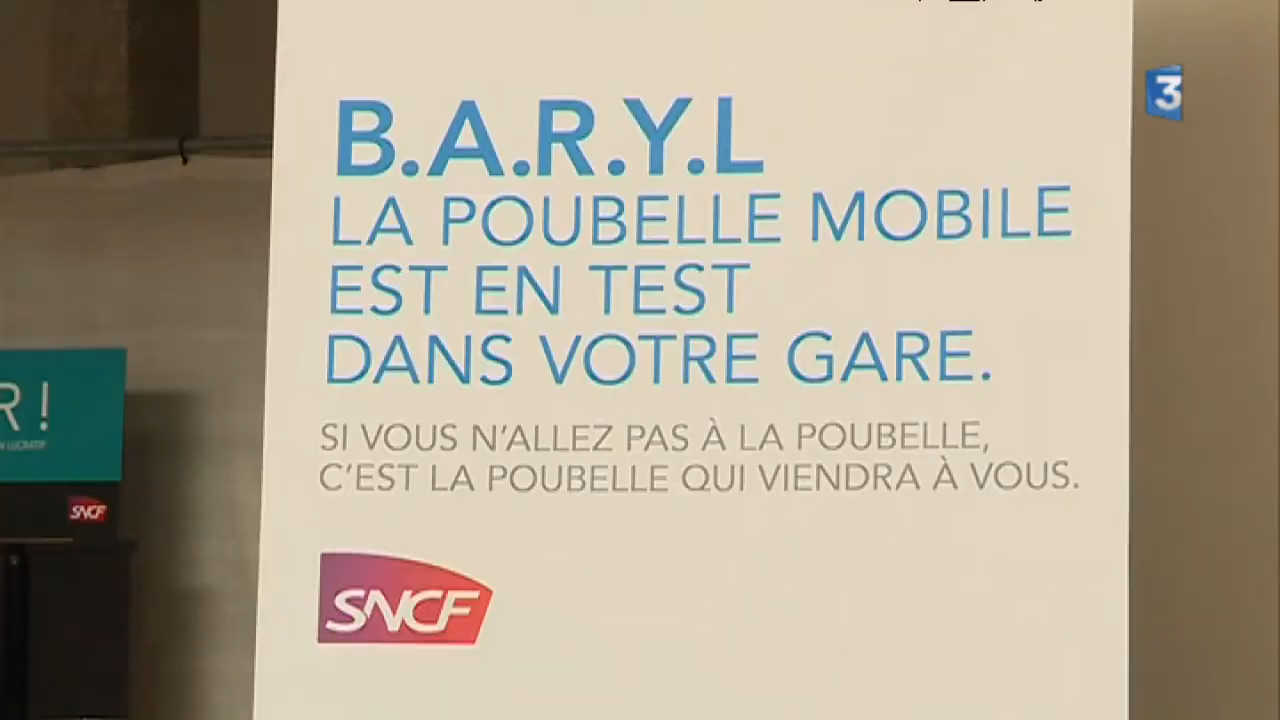 B.A.R.Y.L
LA POUBELLE MOBILE
EST EN TEST
DANS VOTRE GARE.
SI VOUS N'ALLEZ PAS À LA POUBELLE,
C'EST LA POUBELLE QUI VIENDRA À VOUS.
SNCF
3
R !
SNCF